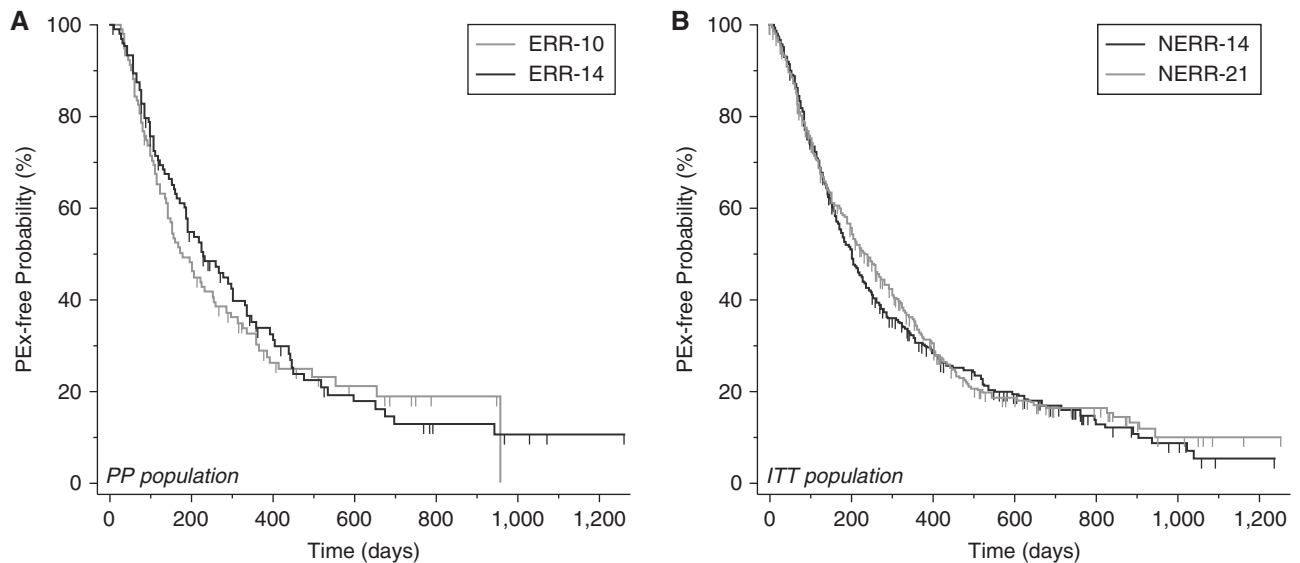 A
100
80
60
40
20
0
PEx-free Probability (%)
ERR-10
ERR-14
PP population
0 200 400 600 800 1,000 1,200
Time (days)
B
100
80
60
40
20
0
PEx-free Probability (%)
NERR-14
NERR-21
ITT population
0 200 400 600 800 1,000 1,200
Time (days)